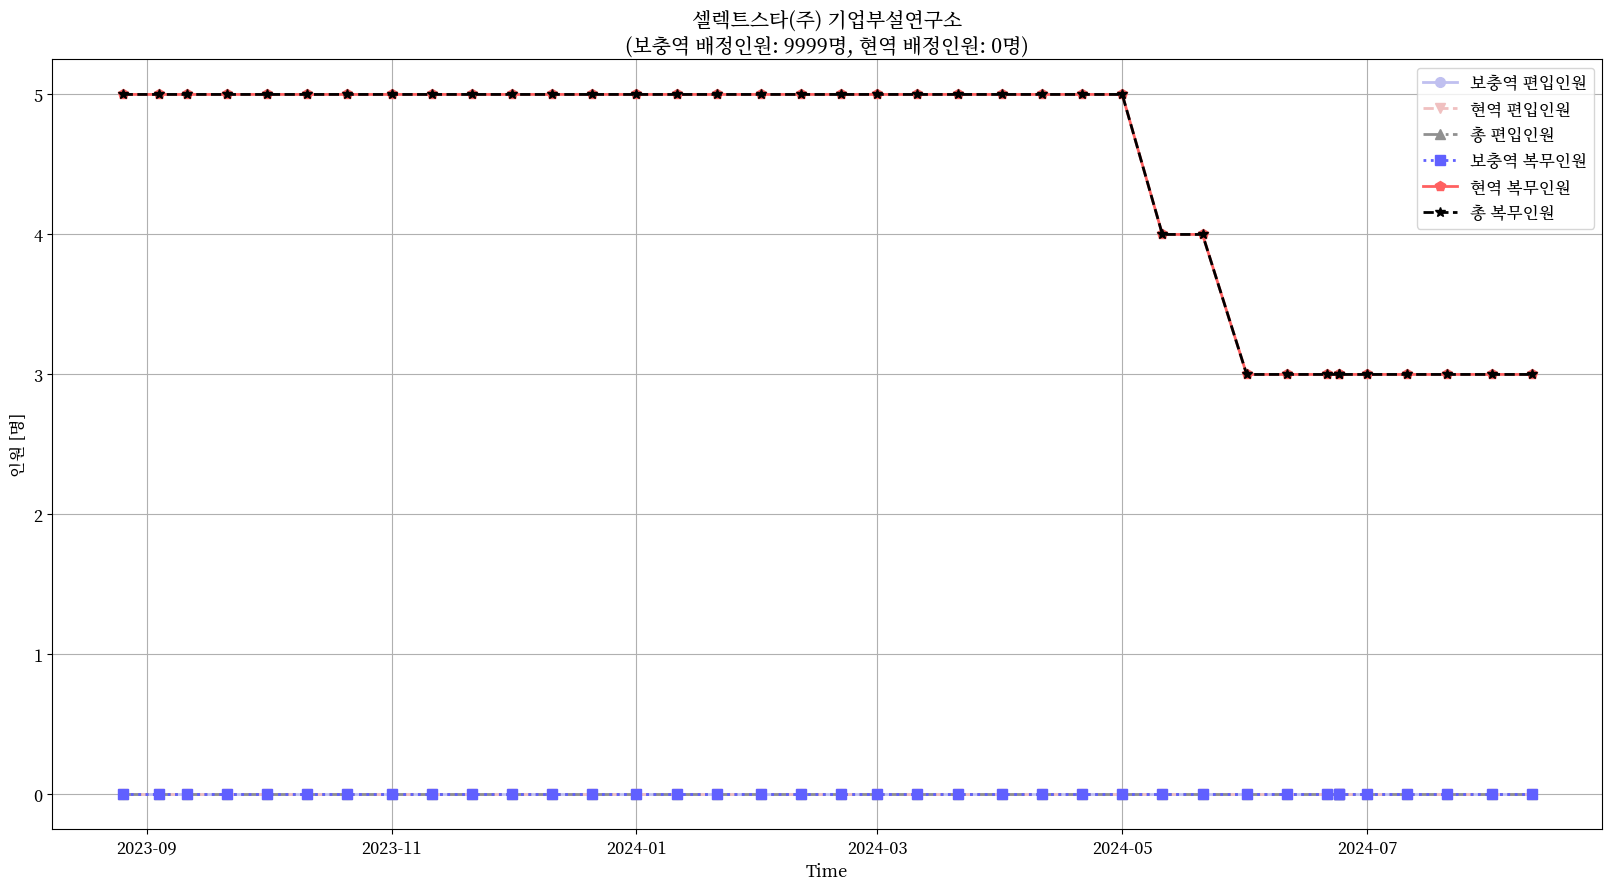 셀렉트스타(주) 기업부설연구소
(보충역 배정인원: 9999명, 현역 배정인원: 0명)
보충역 편입인원
현역 편입인원
총 편입인원
보충역 복무인원
현역 복무인원
총 복무인원
인원 [명]
5
4
3
2
1
0
2023-09 2023-11 2024-01 2024-03 2024-05 2024-07
Time